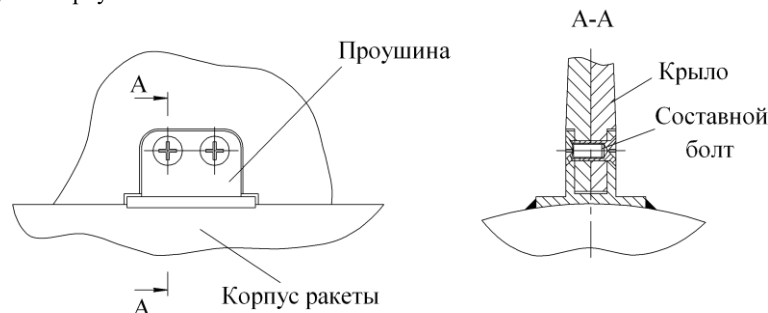 А-А
Проушина
А
Крыло
Составной
болт
Корпус ракеты
А